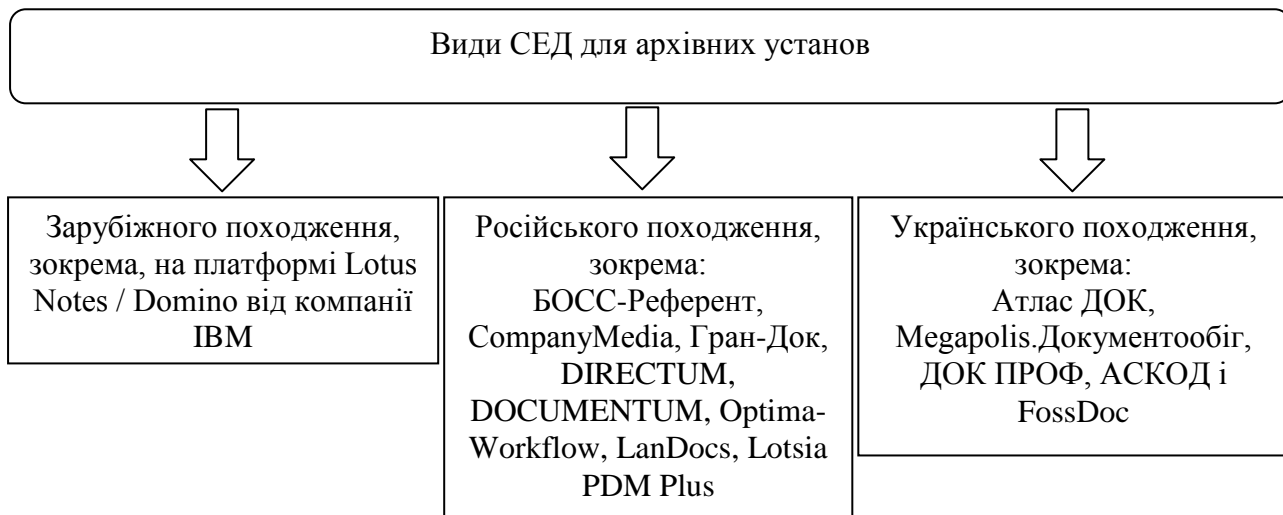 Види СЕД для архівних установ
Зарубіжного походження,
зокрема, на платформі Lotus
Notes / Domino від компанії
IBM
Російського походження,
зокрема:
БОСС-Референт,
CompanyMedia, Гран-Док,
DIRECTUM,
DOCUMENTUM, Optima-
Workflow, LanDocs, Lotsia
PDM Plus
Українського походження,
зокрема:
Атлас ДОК,
Megapolis.Документообіг,
ДОК ПРОФ, АСКОД і
FossDoc